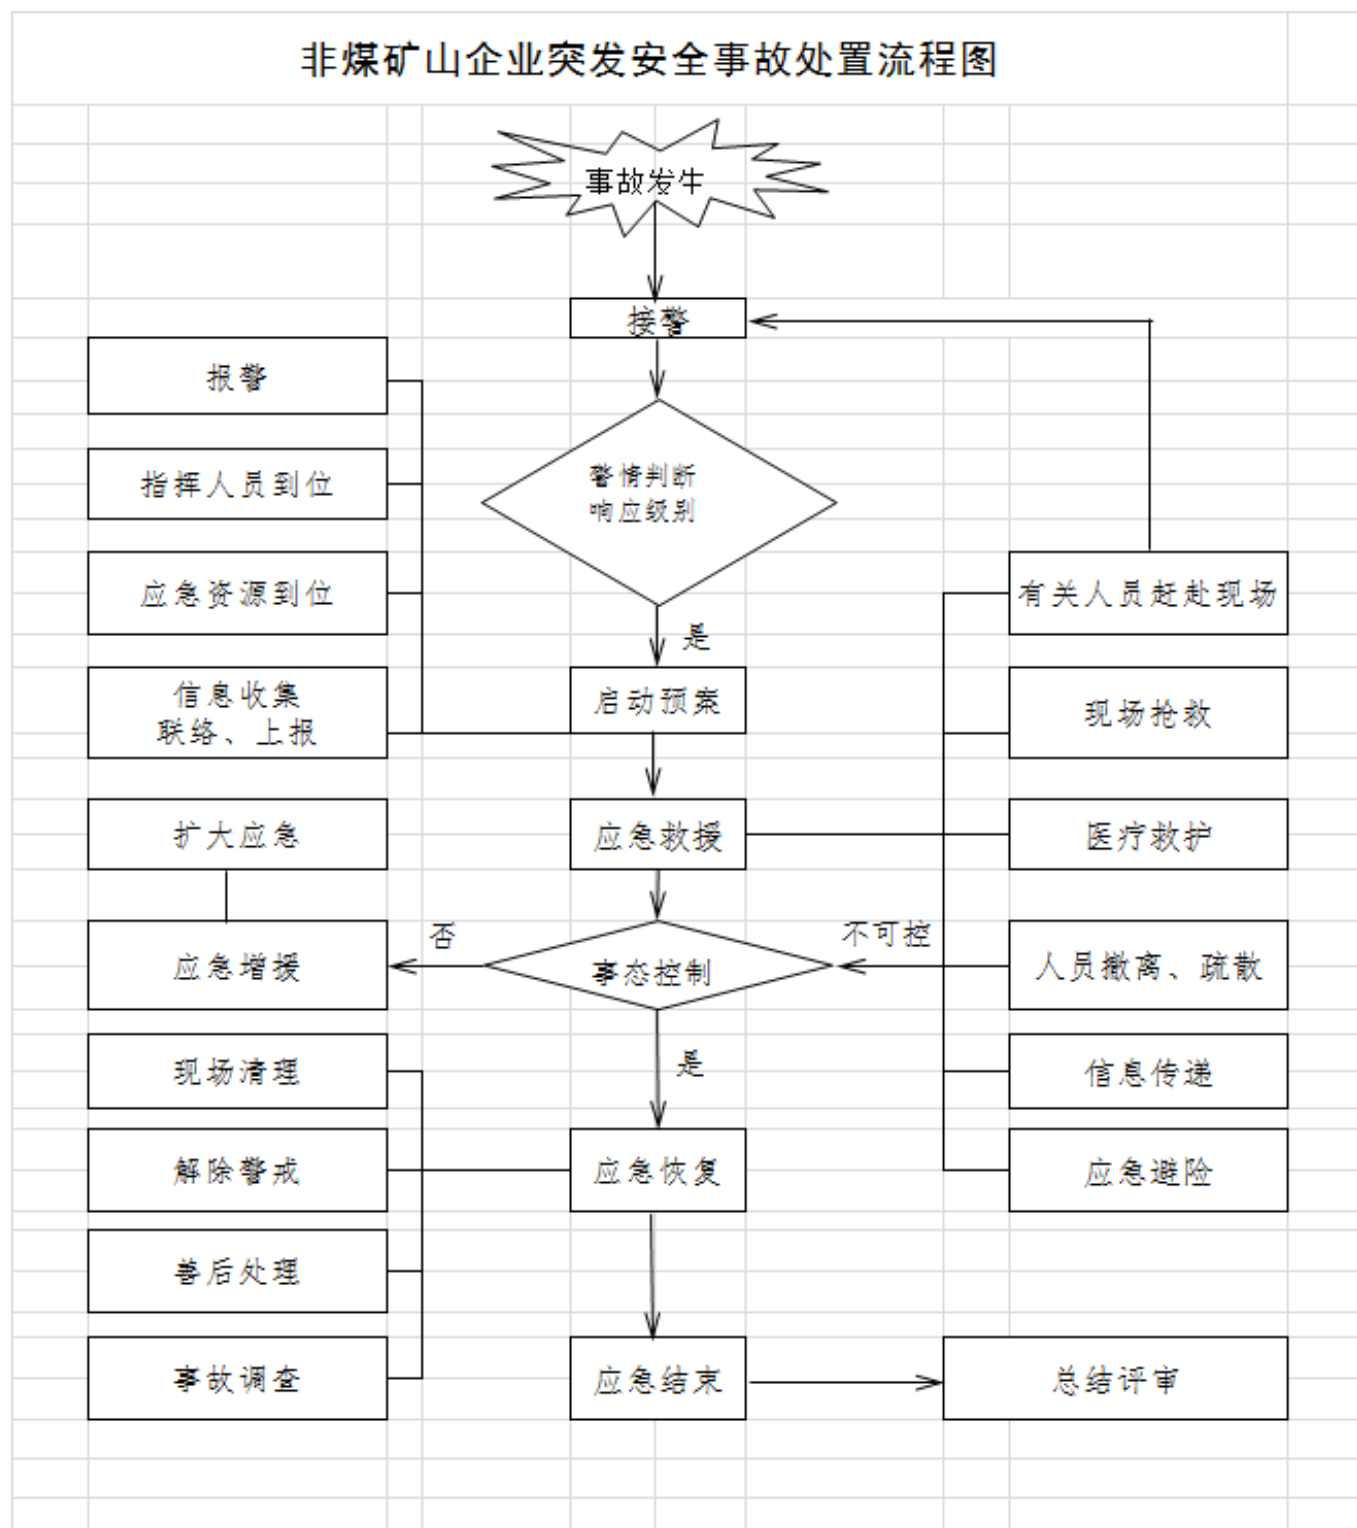 非煤矿山企业突发安全事故处置流程图
事故发生
接警
报警
警情判断
响应级别
指挥人员到位
应急资源到位
有关人员赶赴现场
是
信息收集
联络、上报
启动预案
现场抢救
扩大应急
应急救援
医疗救护
否
不可控
应急增援
事态控制
人员撤离、疏散
现场清理
是
信息传递
解除警戒
应急恢复
应急避险
善后处理
事故调查
应急结束
总结评审